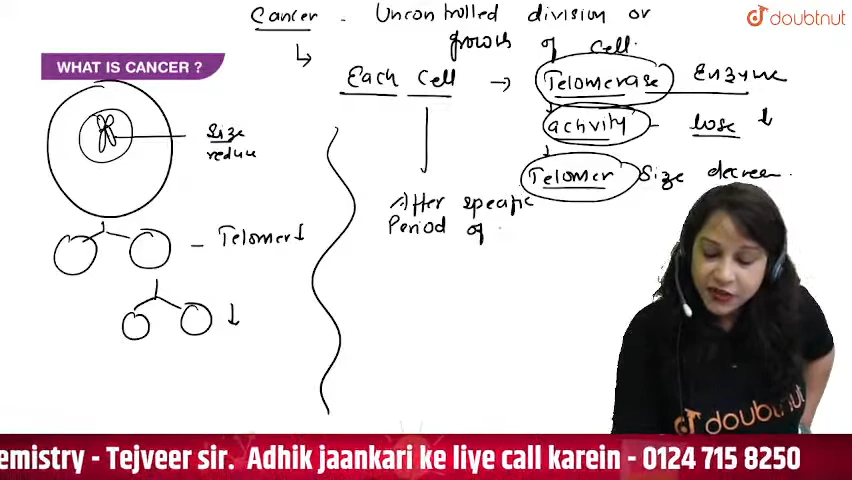 Cancer - Uncontrolled division or
growth of cell.
doubtnut
WHAT IS CANCER ?
Each Cell → Telomerase Enzyme
activity - lose ↓
Telomer Size decreas.
Size
reduce
After specific
Period of
- Telomer ↓
↓
doubtnut
emistry - Tejveer sir. Adhik jaankari ke liye call karein - 0124 715 8250